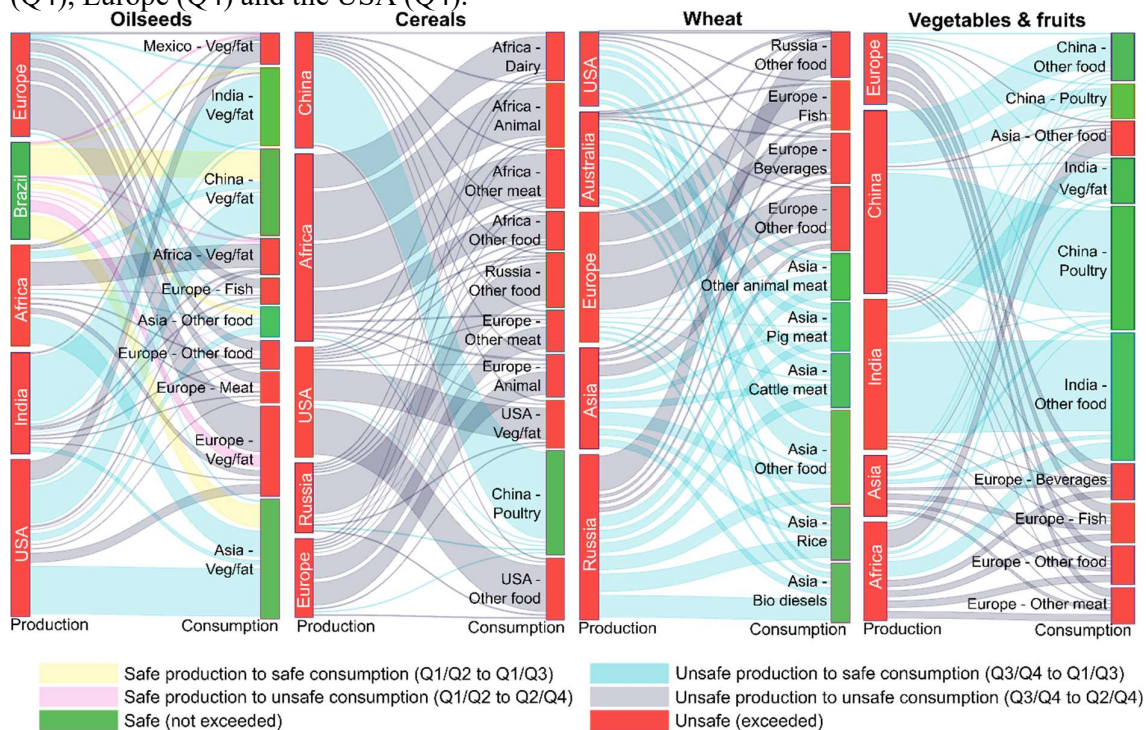 (Q4), Europe (Q4) and the USA (Q4).
Oilseeds
Cereals
Wheat
Vegetables & fruits
Europe
Brazil
Africa
India
USA
Mexico - Veg/fat
India -
Veg/fat
China -
Veg/fat
Africa - Veg/fat
Europe - Fish
Asia - Other food
Europe - Other food
Europe - Meat
Europe -
Veg/fat
Asia -
Veg/fat
Production
Consumption
China
Africa
USA
Russia
Europe
Africa -
Dairy
Africa -
Animal
Africa -
Other meat
Africa -
Other food
Russia -
Other food
Europe -
Other meat
Europe -
Animal
USA -
Veg/fat
China -
Poultry
USA -
Other food
Production
Consumption
USA
Australia
Europe
Asia
Russia
Russia -
Other food
Europe -
Fish
Europe -
Beverages
Europe -
Other food
Asia -
Other animal meat
Asia -
Pig meat
Asia -
Cattle meat
Asia -
Other food
Asia -
Rice
Asia -
Bio diesels
Production
Consumption
Europe
China
India
Asia
Africa
China -
Other food
China - Poultry
Asia - Other food
India -
Veg/fat
China -
Poultry
India -
Other food
Europe - Beverages
Europe - Fish
Europe - Other food
Europe - Other meat
Production
Consumption
Safe production to safe consumption (Q1/Q2 to Q1/Q3)
Safe production to unsafe consumption (Q1/Q2 to Q2/Q4)
Safe (not exceeded)
Unsafe production to safe consumption (Q3/Q4 to Q1/Q3)
Unsafe production to unsafe consumption (Q3/Q4 to Q2/Q4)
Unsafe (exceeded)